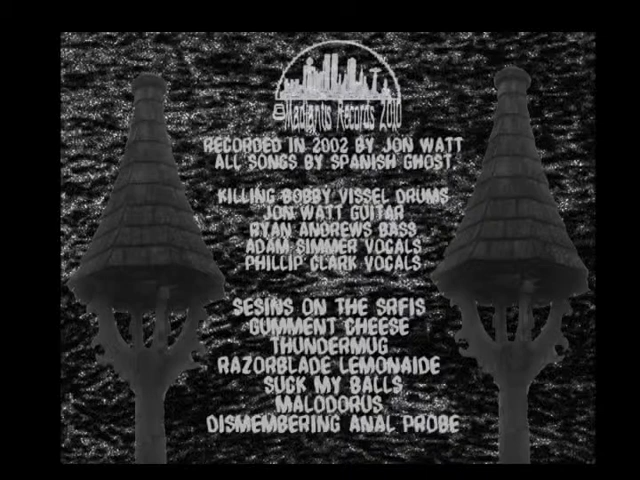 Madlantis Records 2010
RECORDED IN 2002 BY JON WATT
ALL SONGS BY SPANISH GHOST
KILLING BOBBY VISSEL DRUMS
JON WATT GUITAR
RYAN ANDREWS BASS
ADAM SIMMER VOCALS
PHILLIP CLARK VOCALS
SESINS ON THE SRFIS
GUMMENT CHEESE
THUNDERMUG
RAZORBLADE LEMONAIDE
SUCK MY BALLS
MALODORUS
DISMEMBERING ANAL PROBE